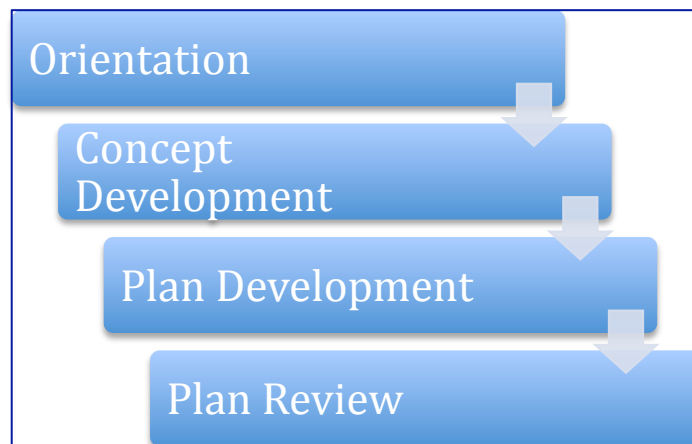 Orientation
Concept
Development
Plan Development
Plan Review